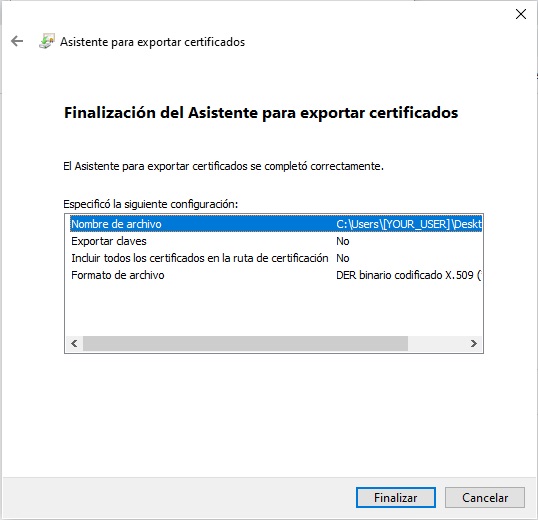 Asistente para exportar certificados
Finalización del Asistente para exportar certificados
El Asistente para exportar certificados se completó correctamente.
Especificó la siguiente configuración:
Nombre de archivo C:\Users\[YOUR_USER]\Deskt
Exportar claves No
Incluir todos los certificados en la ruta de certificación No
Formato de archivo DER binario codificado X.509 (
Finalizar Cancelar